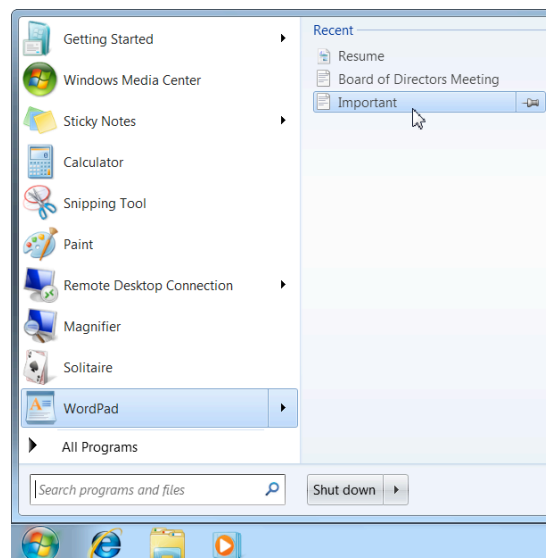 Getting Started
Windows Media Center
Sticky Notes
Calculator
Snipping Tool
Paint
Remote Desktop Connection
Magnifier
Solitaire
WordPad
All Programs
Search programs and files
Recent
Resume
Board of Directors Meeting
Important
Shut down